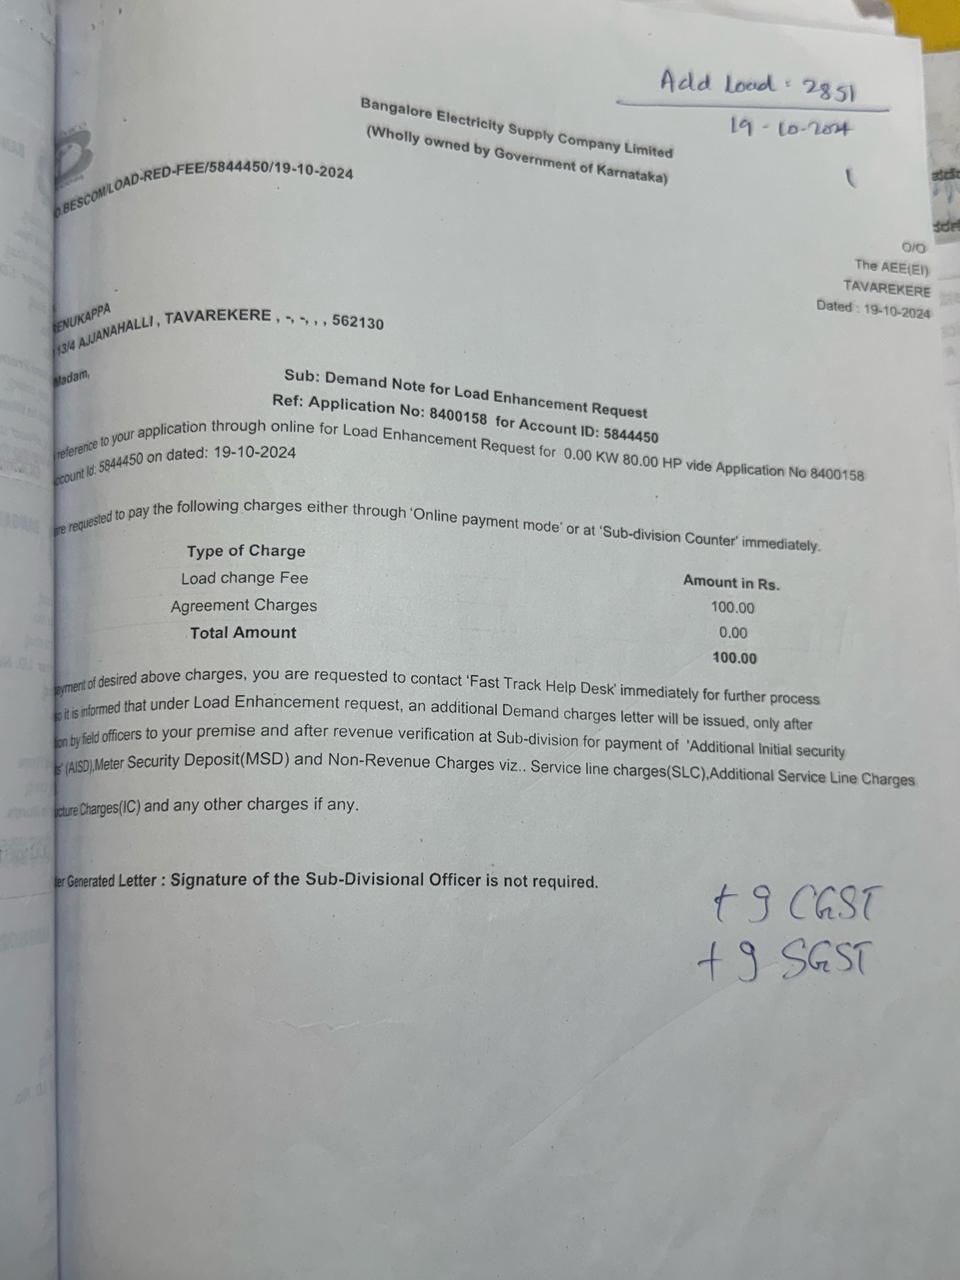 Add Load : 2851
19-10-2024
Bangalore Electricity Supply Company Limited
(Wholly owned by Government of Karnataka)
BESCOM/LOAD-RED-FEE/5844450/19-10-2024
O/O
The AEE(El)
TAVAREKERE
Dated : 19-10-2024
ENUKAPPA
13/4 AJJANAHALLI , TAVAREKERE , -, -, , , 562130
Madam,
Sub: Demand Note for Load Enhancement Request
Ref: Application No: 8400158 for Account ID: 5844450
reference to your application through online for Load Enhancement Request for 0.00 KW 80.00 HP vide Application No 8400158
ccount Id: 5844450 on dated: 19-10-2024
are requested to pay the following charges either through 'Online payment mode' or at 'Sub-division Counter' immediately.
Type of Charge Amount in Rs.
Load change Fee 100.00
Agreement Charges 0.00
Total Amount 100.00
ayment of desired above charges, you are requested to contact 'Fast Track Help Desk' immediately for further process
so it is informed that under Load Enhancement request, an additional Demand charges letter will be issued, only after
ion by field officers to your premise and after revenue verification at Sub-division for payment of 'Additional Initial security
s' (AISD),Meter Security Deposit(MSD) and Non-Revenue Charges viz.. Service line charges(SLC),Additional Service Line Charges
ucture Charges(IC) and any other charges if any.
er Generated Letter : Signature of the Sub-Divisional Officer is not required.
+ 9 CGST
+ 9 SGST